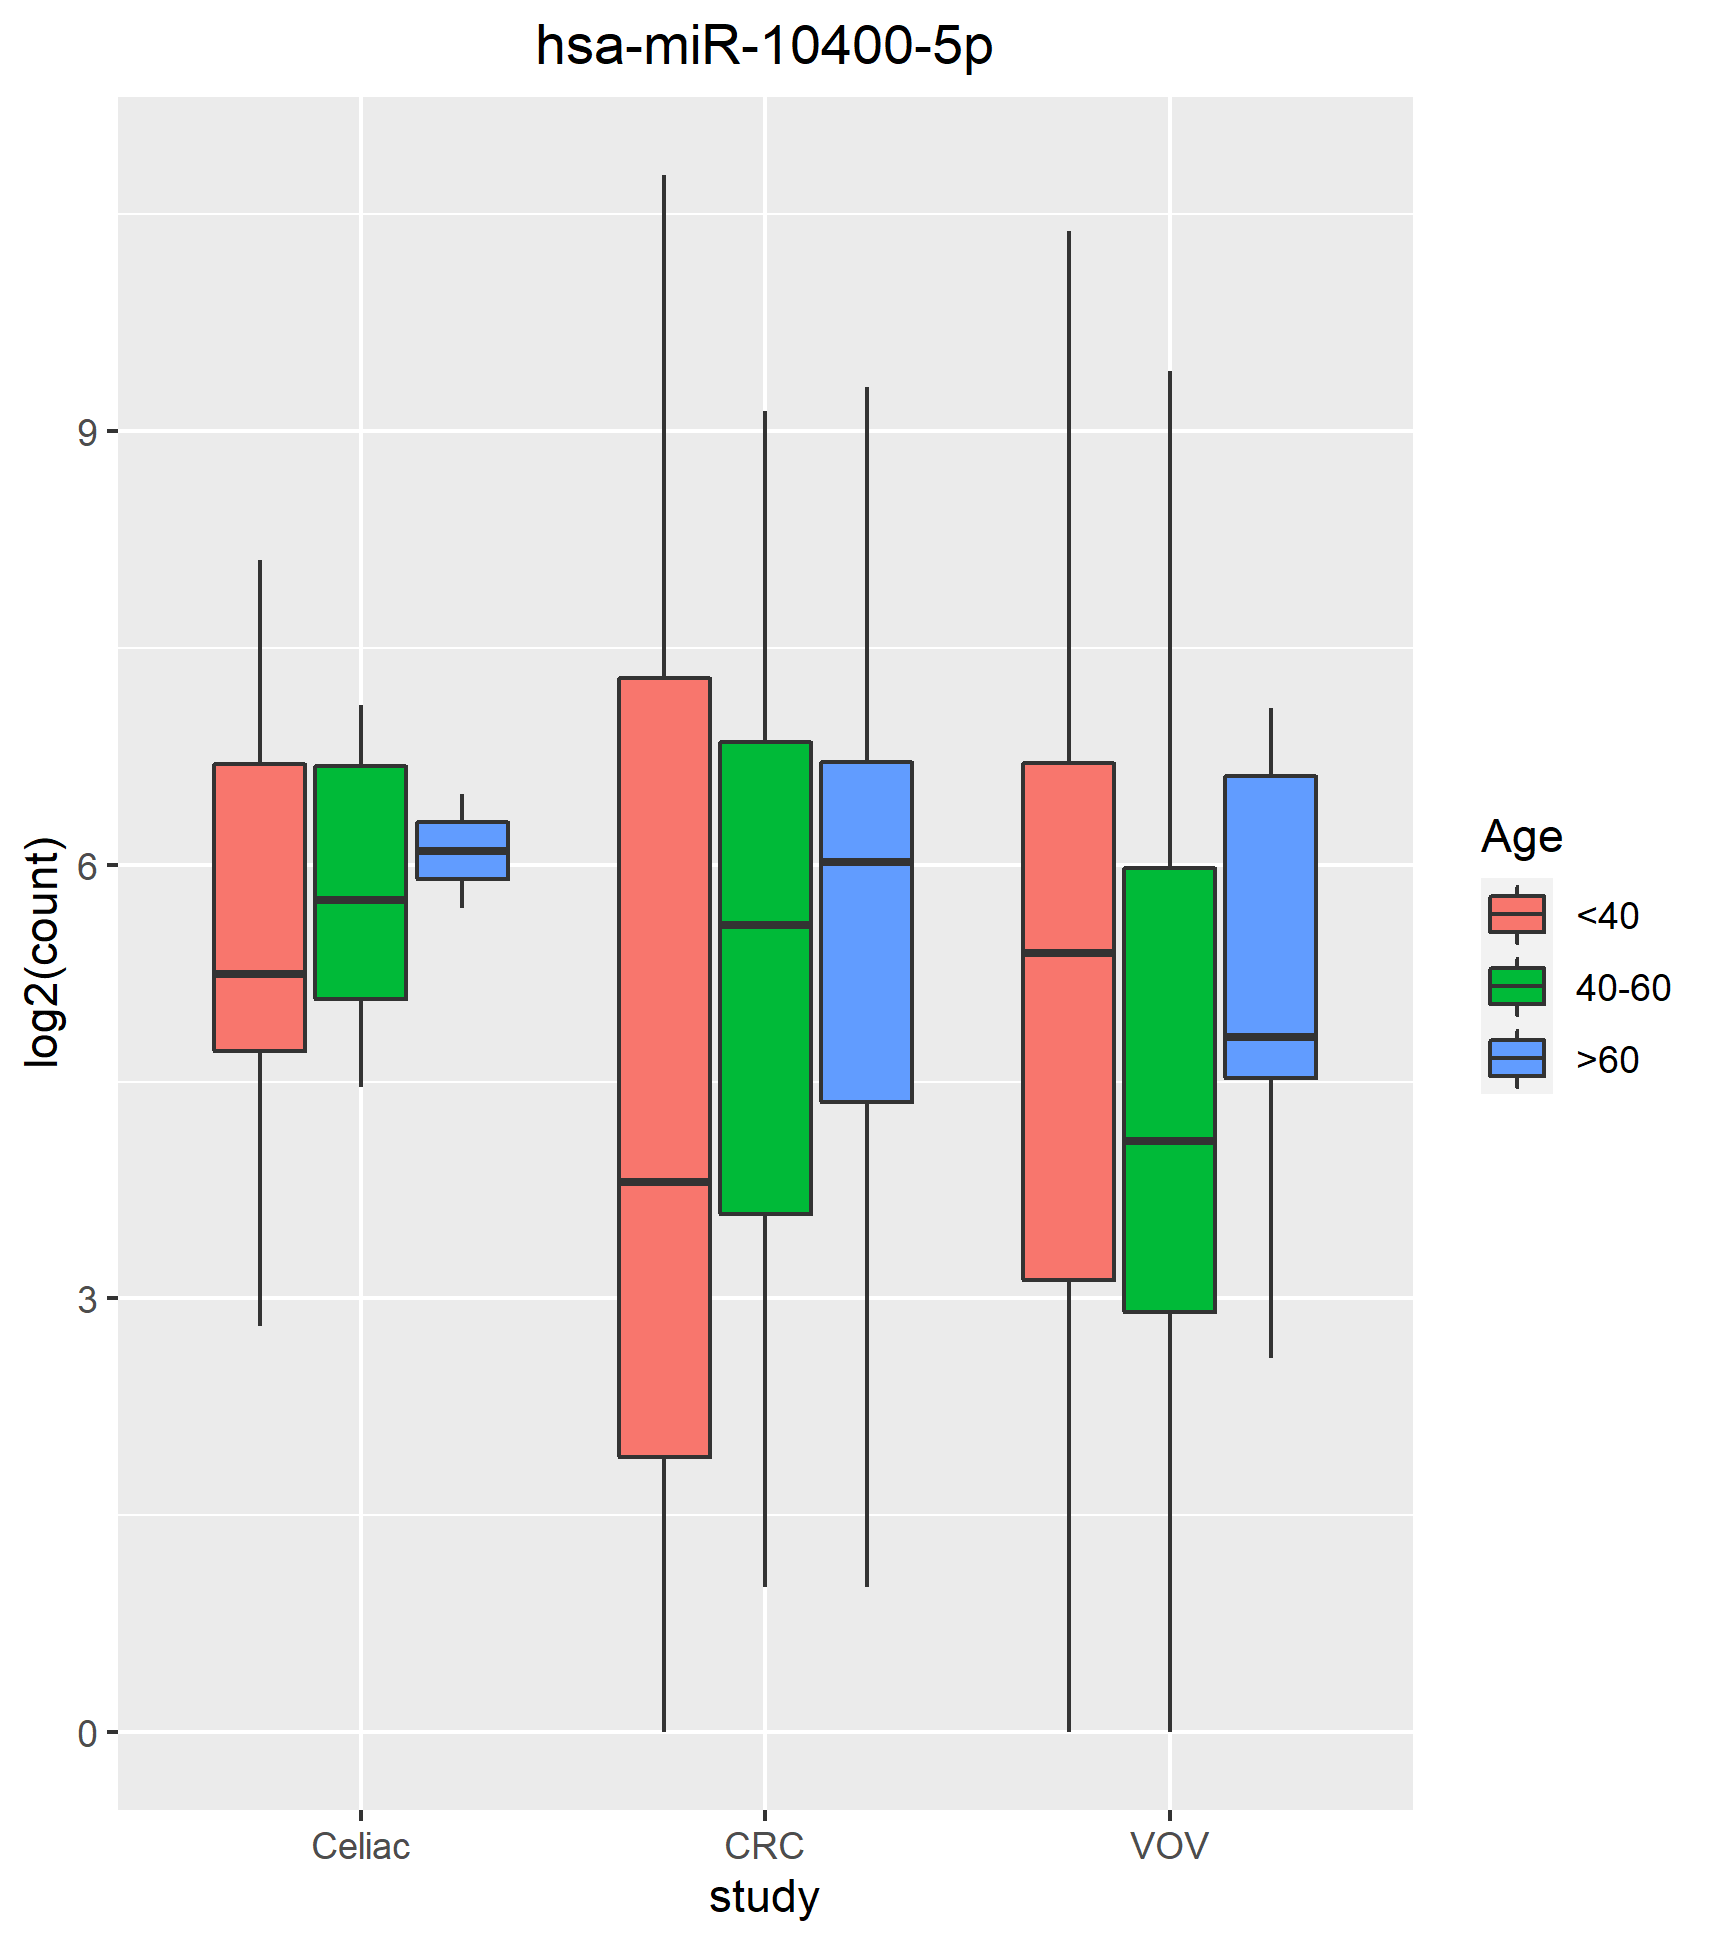 hsa-miR-10400-5p
log2(count)
9
6
3
0
Celiac
CRC
VOV
study
Age
<40
40-60
>60